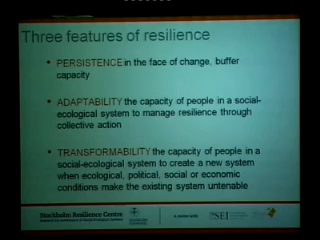 Three features of resilience
• PERSISTENCE in the face of change, buffer
capacity
• ADAPTABILITY the capacity of people in a social-
ecological system to manage resilience through
collective action
• TRANSFORMABILITY the capacity of people in a
social-ecological system to create a new system
when ecological, political, social or economic
conditions make the existing system untenable
Stockholm Resilience Centre
SEI